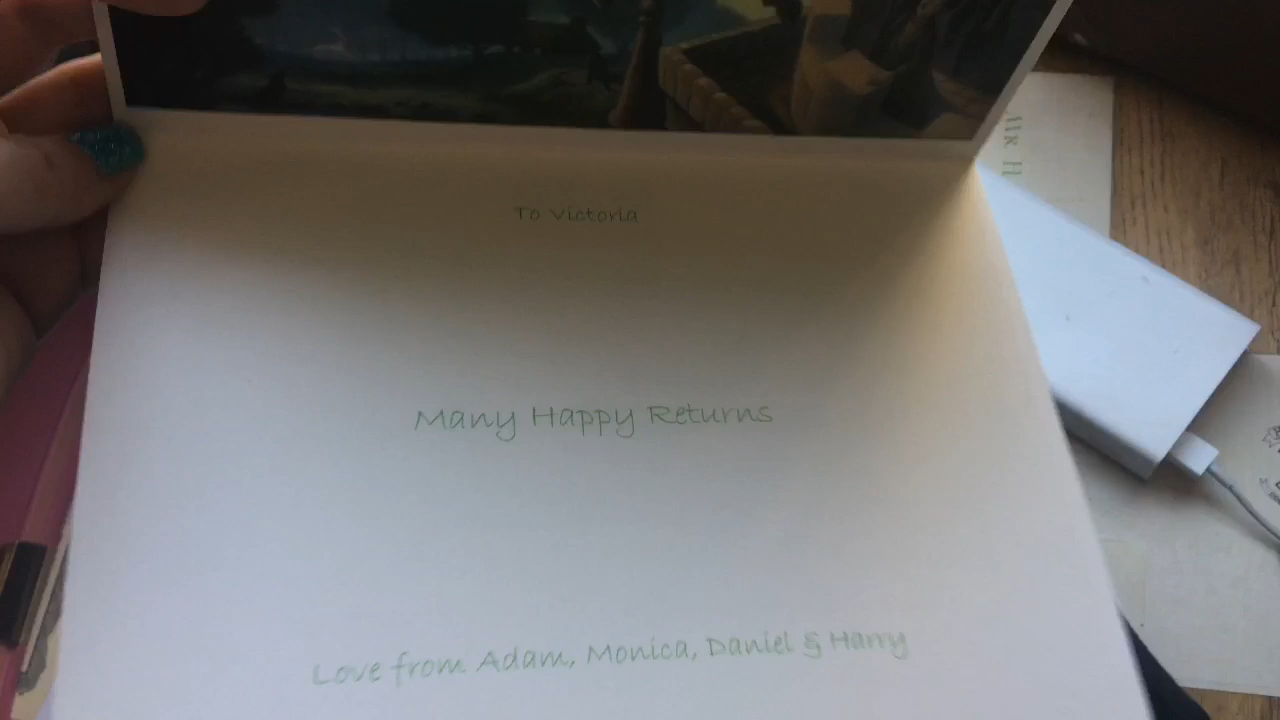 To Victoria
Many Happy Returns
Love from Adam, Monica, Daniel & Harry